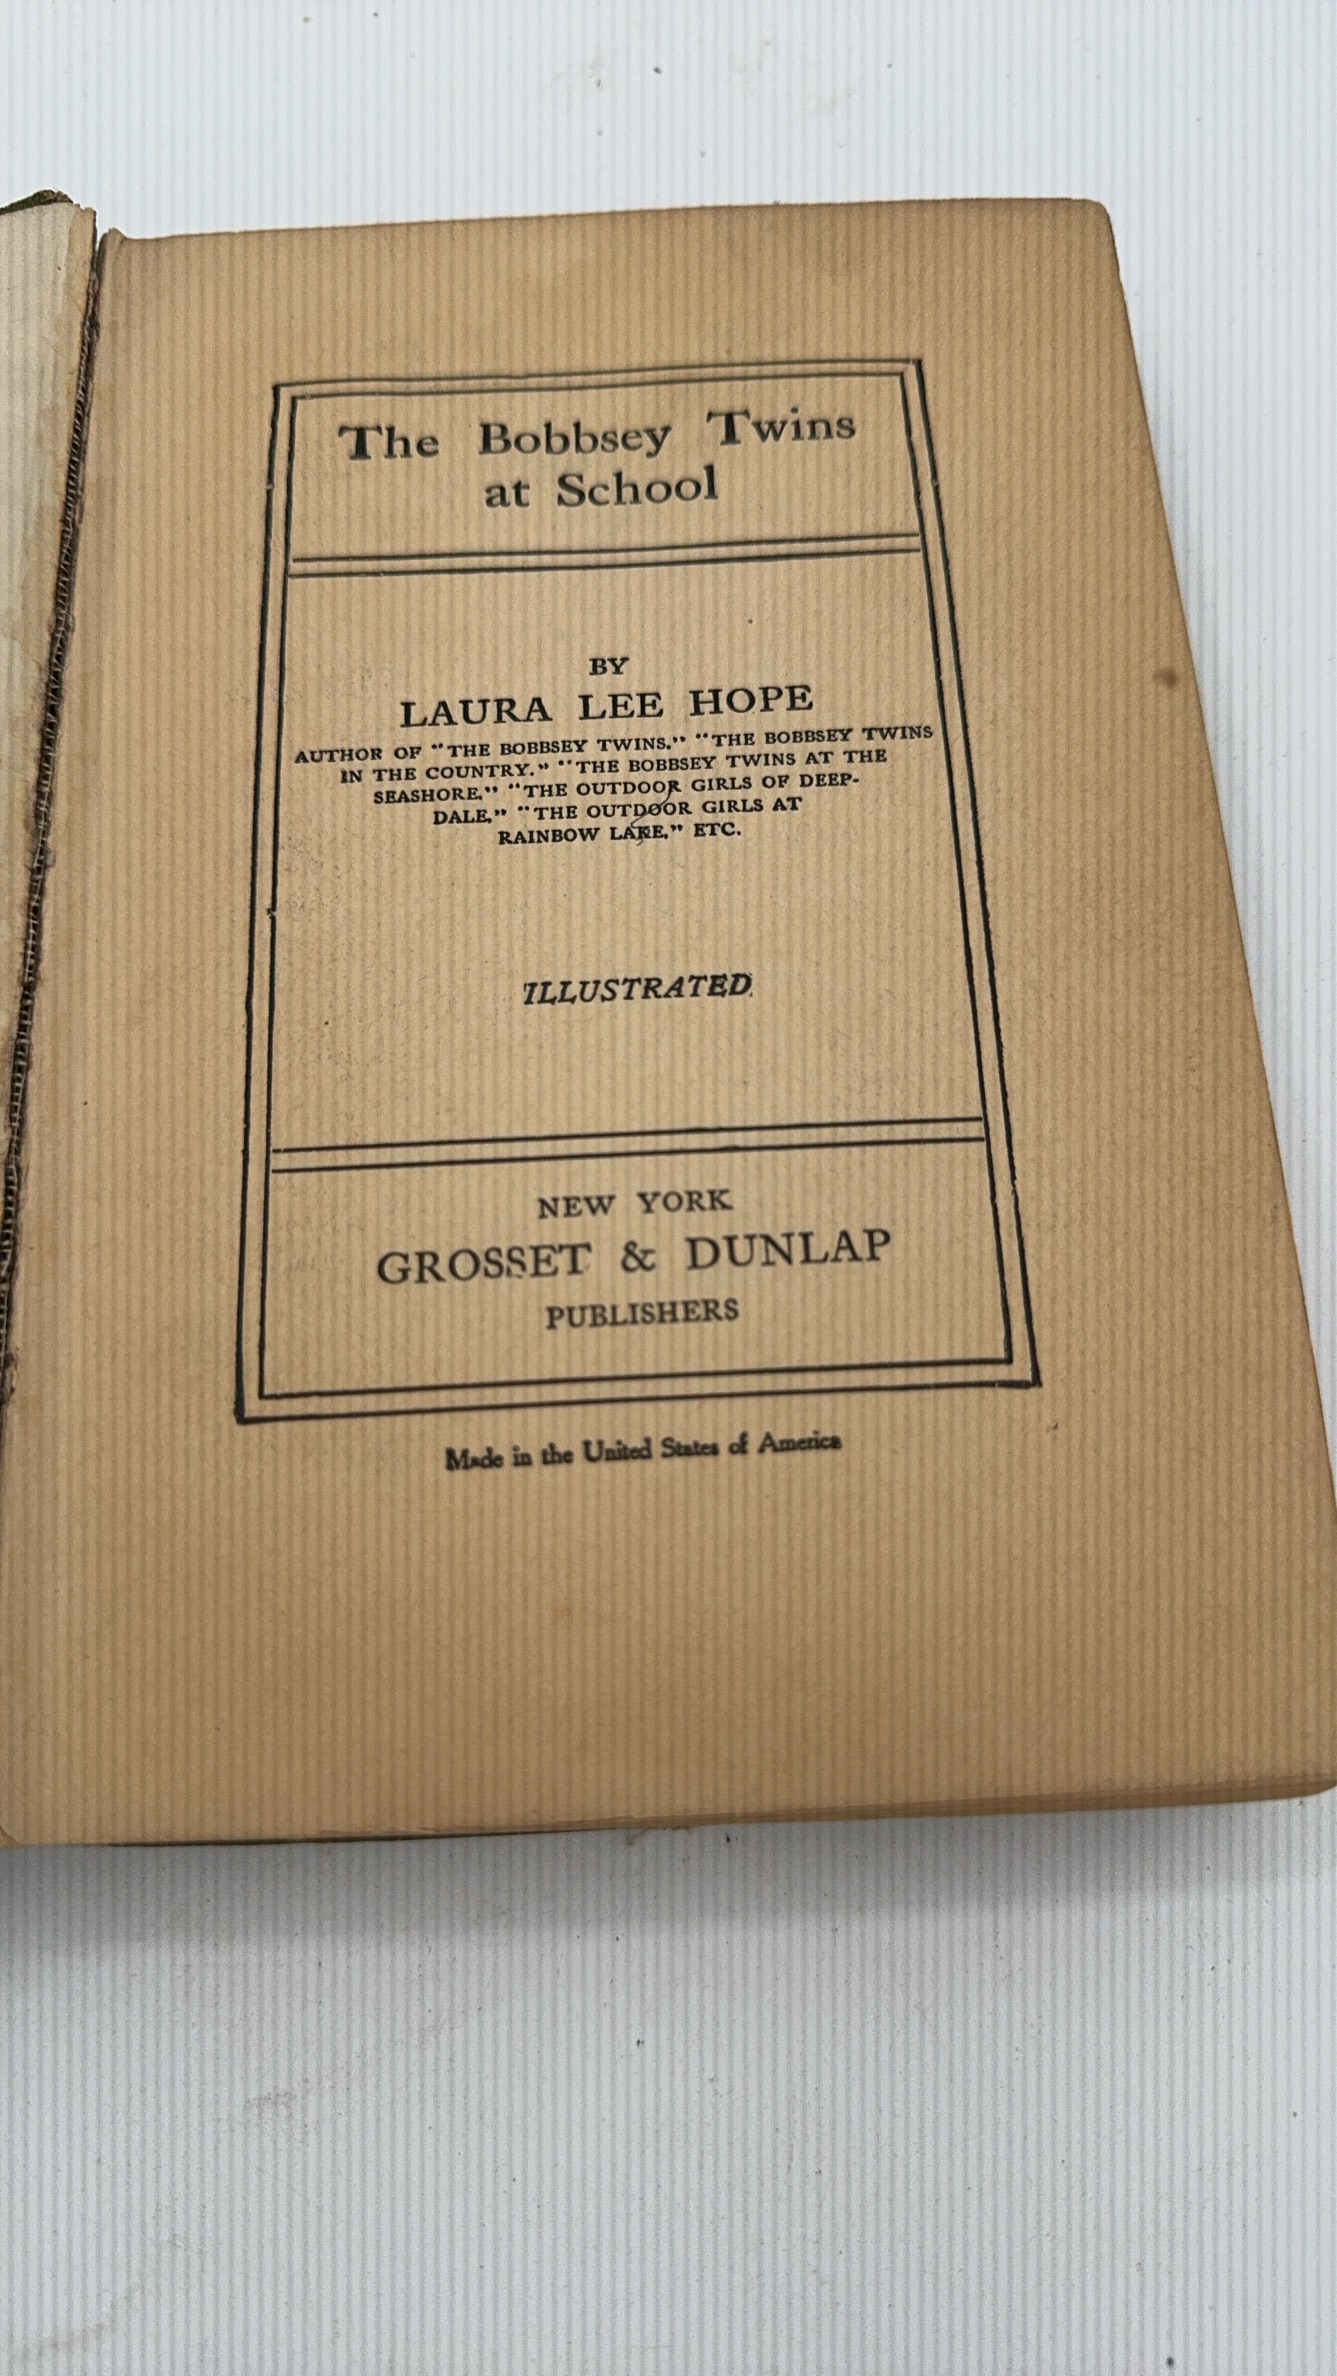 The Bobbsey Twins
at School
BY
LAURA LEE HOPE
AUTHOR OF "THE BOBBSEY TWINS," "THE BOBBSEY TWINS
IN THE COUNTRY," "THE BOBBSEY TWINS AT THE
SEASHORE," "THE OUTDOOR GIRLS OF DEEP-
DALE," "THE OUTDOOR GIRLS AT
RAINBOW LAKE," ETC.
ILLUSTRATED
NEW YORK
GROSSET & DUNLAP
PUBLISHERS
Made in the United States of America